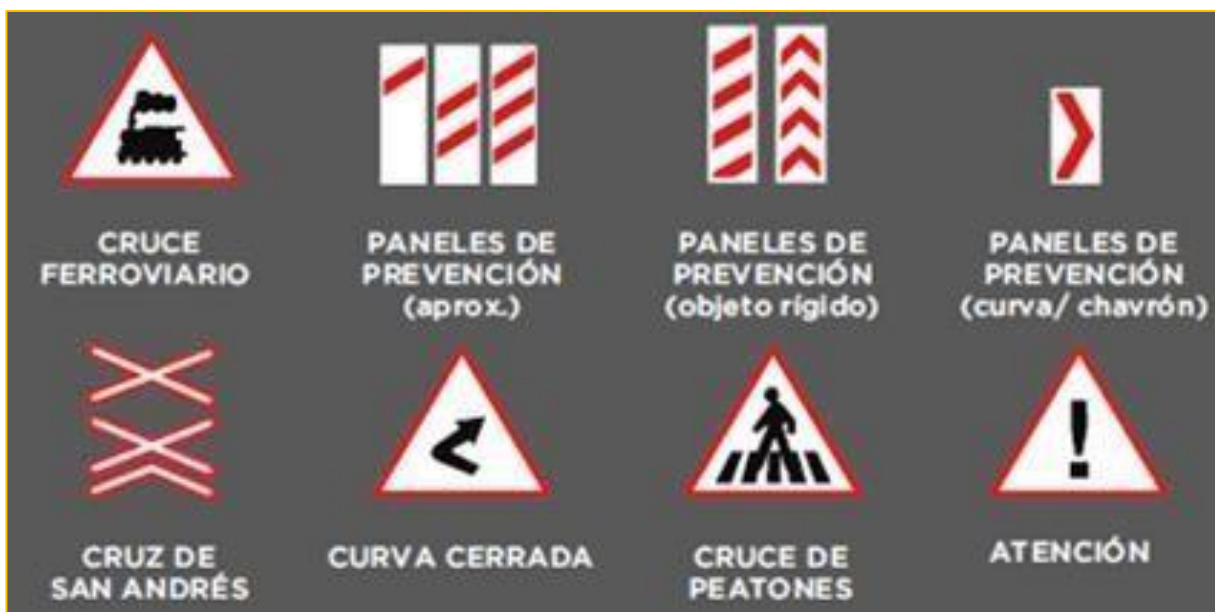 CRUCE
FERROVIARIO
PANELES DE
PREVENCIÓN
(aprox.)
PANELES DE
PREVENCIÓN
(objeto rígido)
PANELES DE
PREVENCIÓN
(curva/ chavrón)
CRUZ DE
SAN ANDRÉS
CURVA CERRADA
CRUCE DE
PEATONES
ATENCIÓN